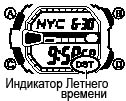 A B
NYC 6-30
9:58
C DST D
Индикатор Летнего
времени